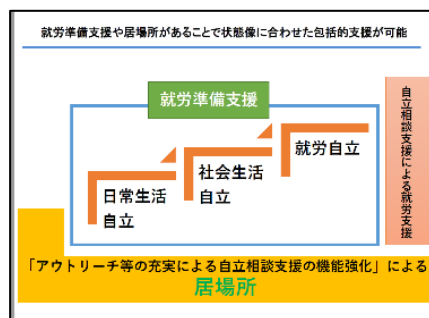 就労準備支援や居場所があることで状態像に合わせた包括的支援が可能
就労準備支援
就労自立
社会生活
自立
日常生活
自立
自立相談支援による就労支援
「アウトリーチ等の充実による自立相談支援の機能強化」による
居場所